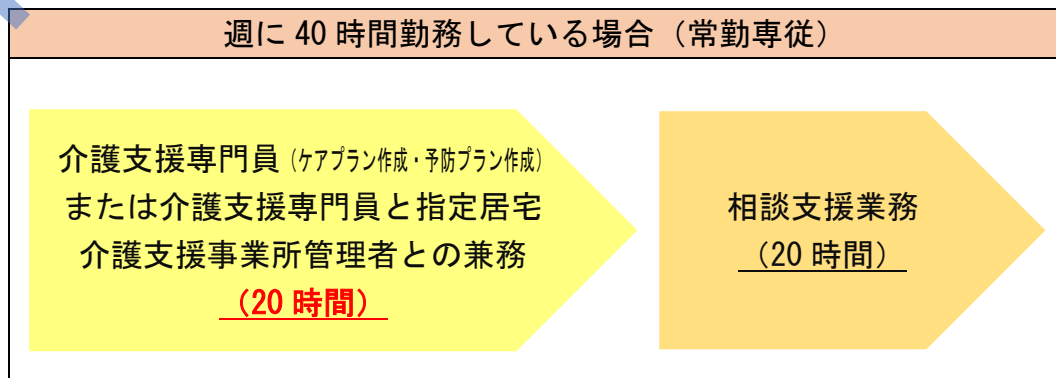 週に 40 時間勤務している場合（常勤専従）
介護支援専門員（ケアプラン作成・予防プラン作成）
または介護支援専門員と指定居宅
介護支援事業所管理者との兼務
（20 時間）
相談支援業務
（20 時間）